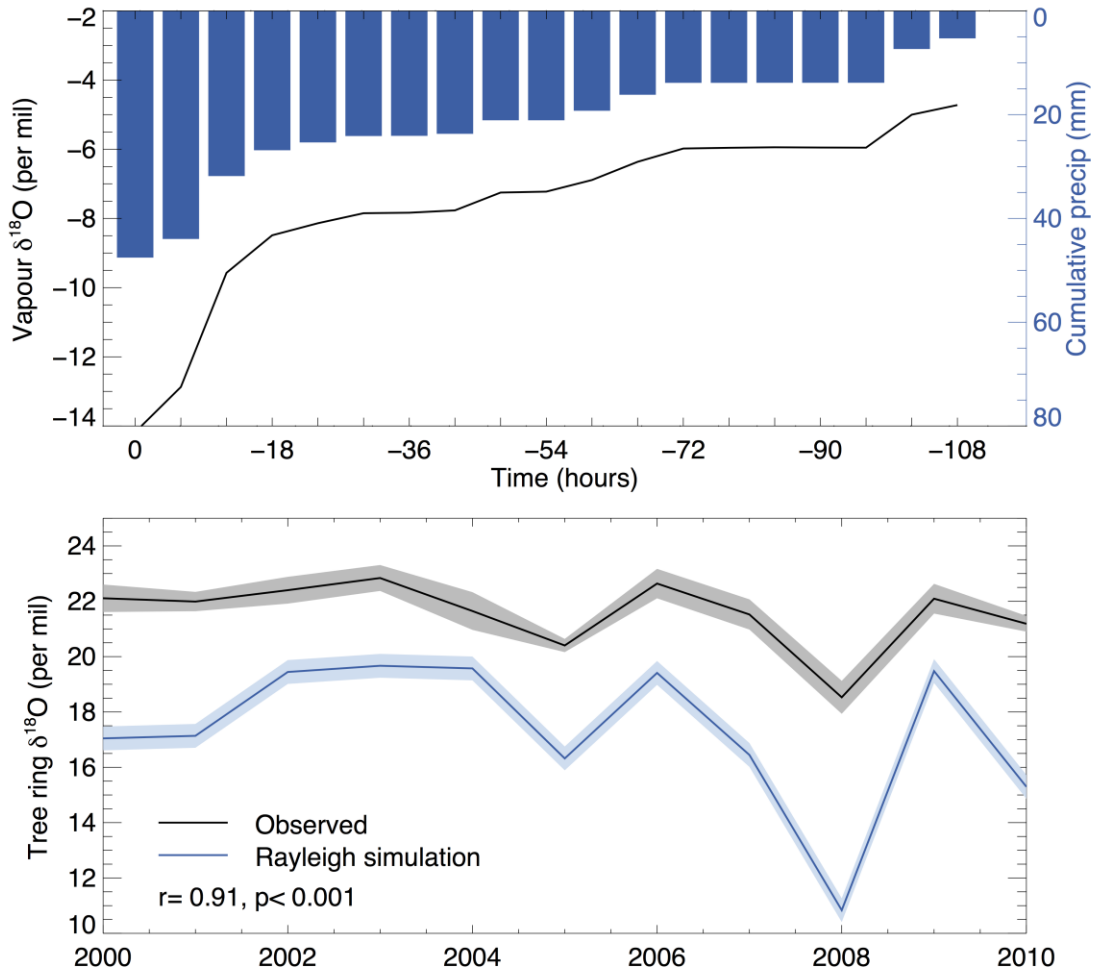 Vapour δ¹⁸O (per mil)
−2
−4
−6
−8
−10
−12
−14
0
20
40
60
80
Cumulative precip (mm)
0 −18 −36 −54 −72 −90 −108
Time (hours)
Tree ring δ¹⁸O (per mil)
24
22
20
18
16
14
12
10
Observed
Rayleigh simulation
r= 0.91, p< 0.001
2000 2002 2004 2006 2008 2010